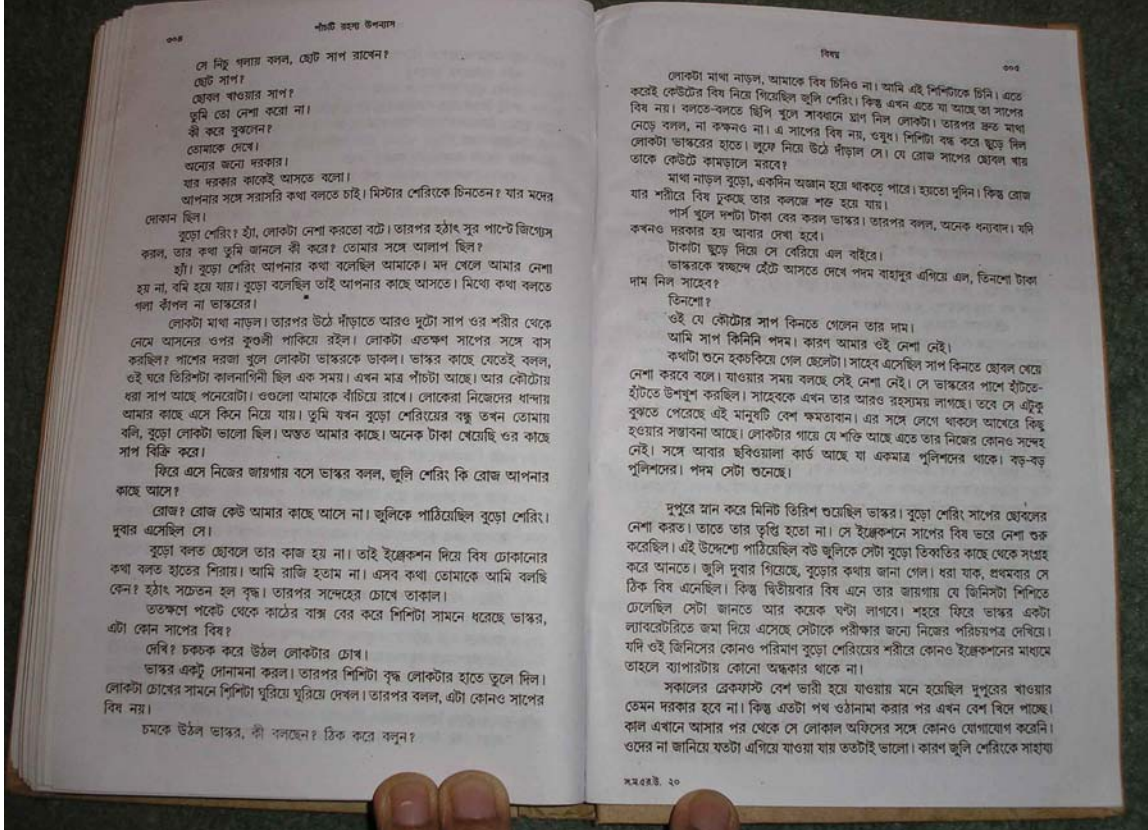 ৩০৪
পাঁচটি রহস্য উপন্যাস
সে নিচু গলায় বলল, ছোট সাপ রাখেন?
ছোট সাপ?
ছোবল খাওয়ার সাপ?
তুমি তো নেশা করো না।
কী করে বুঝলেন?
তোমাকে দেখে।
অন্যের জন্যে দরকার।
যার দরকার কাকেই আসতে বলো।
আপনার সঙ্গে সরাসরি কথা বলতে চাই। মিস্টার শেরিংকে চিনতেন? যার মদের
দোকান ছিল।
বুড়ো শেরিং? হ্যাঁ, লোকটা নেশা করতো বটে। তারপর হঠাৎ সুর পাল্টে জিগ্যেস
করল, তার কথা তুমি জানলে কী করে? তোমার সঙ্গে আলাপ ছিল?
হ্যাঁ। বুড়ো শেরিং আপনার কথা বলেছিল আমাকে। মদ খেলে আমার নেশা
হয় না, বমি হয়ে যায়। বুড়ো বলেছিল তাই আপনার কাছে আসতে। মিথ্যে কথা বলতে
গলা কাঁপল না ভাস্করের।
লোকটা মাথা নাড়ল। তারপর উঠে দাঁড়াতে আরও দুটো সাপ ওর শরীর থেকে
নেমে আসনের ওপর কুণ্ডলী পাকিয়ে রইল। লোকটা এতক্ষণ সাপের সঙ্গে বাস
করছিল? পাশের দরজা খুলে লোকটা ভাস্করকে ডাকল। ভাস্কর কাছে যেতেই বলল,
ওই ঘরে তিরিশটা কালনাগিনী ছিল এক সময়। এখন মাত্র পাঁচটা আছে। আর কৌটোয়
ধরা সাপ আছে পনেরোটা। ওগুলো আমাকে বাঁচিয়ে রাখে। লোকেরা নিজেদের ধান্দায়
আমার কাছে এসে কিনে নিয়ে যায়। তুমি যখন বুড়ো শেরিংয়ের বন্ধু তখন তোমায়
বলি, বুড়ো লোকটা ভালো ছিল। অন্তত আমার কাছে। অনেক টাকা খেয়েছি ওর কাছে
সাপ বিক্রি করে।
ফিরে এসে নিজের জায়গায় বসে ভাস্কর বলল, জুলি শেরিং কি রোজ আপনার
কাছে আসে?
রোজ? রোজ কেউ আমার কাছে আসে না। জুলিকে পাঠিয়েছিল বুড়ো শেরিং।
দুবার এসেছিল সে।
বুড়ো বলত ছোবলে তার কাজ হয় না। তাই ইঞ্জেকশন দিয়ে বিষ ঢোকানোর
কথা বলত হাতের শিরায়। আমি রাজি হতাম না। এসব কথা তোমাকে আমি বলছি
কেন? হঠাৎ সচেতন হল বৃদ্ধ। তারপর সন্দেহের চোখে তাকাল।
ততক্ষণে পকেট থেকে কাঠের বাক্স বের করে শিশিটা সামনে ধরেছে ভাস্কর,
এটা কোন সাপের বিষ?
দেখি? চকচক করে উঠল লোকটার চোখ।
ভাস্কর একটু দোনামনা করল। তারপর শিশিটা বৃদ্ধ লোকটার হাতে তুলে দিল।
লোকটা চোখের সামনে শিশিটা ঘুরিয়ে ঘুরিয়ে দেখল। তারপর বলল, এটা কোনও সাপের
বিষ নয়।
চমকে উঠল ভাস্কর, কী বলছেন? ঠিক করে বলুন?
বিষঘ্ন
৩০৫
লোকটা মাথা নাড়ল, আমাকে বিষ চিনিও না। আমি এই শিশিটাকে চিনি। এতে
করেই কেউটের বিষ নিয়ে গিয়েছিল জুলি শেরিং। কিন্তু এখন এতে যা আছে তা সাপের
বিষ নয়। বলতে-বলতে ছিপি খুলে সাবধানে ঘ্রাণ নিল লোকটা। তারপর দ্রুত মাথা
নেড়ে বলল, না কক্ষনও না। এ সাপের বিষ নয়, ওষুধ। শিশিটা বন্ধ করে ছুড়ে দিল
লোকটা ভাস্করের হাতে। লুফে নিয়ে উঠে দাঁড়াল সে। যে রোজ সাপের ছোবল খায়
তাকে কেউটে কামড়ালে মরবে?
মাথা নাড়ল বুড়ো, একদিন অজ্ঞান হয়ে থাকতে পারে। হয়তো দুদিন। কিন্তু রোজ
যার শরীরে বিষ ঢুকছে তার কলজে শক্ত হয়ে যায়।
পার্স খুলে দশটা টাকা বের করল ভাস্কর। তারপর বলল, অনেক ধন্যবাদ। যদি
কখনও দরকার হয় আবার দেখা হবে।
টাকাটা ছুড়ে দিয়ে সে বেরিয়ে এল বাইরে।
ভাস্করকে স্বচ্ছন্দে হেঁটে আসতে দেখে পদম বাহাদুর এগিয়ে এল, তিনশো টাকা
দাম নিল সাহেব?
তিনশো?
ওই যে কৌটোর সাপ কিনতে গেলেন তার দাম।
আমি সাপ কিনিনি পদম। কারণ আমার ওই নেশা নেই।
কথাটা শুনে হকচকিয়ে গেল ছেলেটা। সাহেব এসেছিল সাপ কিনতে ছোবল খেয়ে
নেশা করবে বলে। যাওয়ার সময় বলছে সেই নেশা নেই। সে ভাস্করের পাশে হাঁটতে-
হাঁটতে উশখুশ করছিল। সাহেবকে এখন তার আরও রহস্যময় লাগছে। তবে সে এটুকু
বুঝতে পেরেছে এই মানুষটি বেশ ক্ষমতাবান। এর সঙ্গে লেগে থাকলে আখেরে কিছু
হওয়ার সম্ভাবনা আছে। লোকটার গায়ে যে শক্তি আছে এতে তার নিজের কোনও সন্দেহ
নেই। সঙ্গে আবার ছবিওয়ালা কার্ড আছে যা একমাত্র পুলিশদের থাকে। বড়-বড়
পুলিশদের। পদম সেটা শুনেছে।
দুপুরে স্নান করে মিনিট তিরিশ শুয়েছিল ভাস্কর। বুড়ো শেরিং সাপের ছোবলের
নেশা করত। তাতে তার তৃপ্তি হতো না। সে ইঞ্জেকশনে সাপের বিষ ভরে নেশা শুরু
করেছিল। এই উদ্দেশ্যে পাঠিয়েছিল বউ জুলিকে সেটা বুড়ো তিব্বতির কাছে থেকে সংগ্রহ
করে আনতে। জুলি দুবার গিয়েছে, বুড়োর কথায় জানা গেল। ধরা যাক, প্রথমবার সে
ঠিক বিষ এনেছিল। কিন্তু দ্বিতীয়বার বিষ এনে তার জায়গায় যে জিনিসটা শিশিতে
ঢেলেছিল সেটা জানতে আর কয়েক ঘণ্টা লাগবে। শহরে ফিরে ভাস্কর একটা
ল্যাবরেটরিতে জমা দিয়ে এসেছে সেটাকে পরীক্ষার জন্যে নিজের পরিচয়পত্র দেখিয়ে।
যদি ওই জিনিসের কোনও পরিমাণ বুড়ো শেরিংয়ের শরীরে কোনও ইঞ্জেকশনের মাধ্যমে
তাহলে ব্যাপারটায় কোনো অন্ধকার থাকে না।
সকালের ব্রেকফাস্ট বেশ ভারী হয়ে যাওয়ায় মনে হয়েছিল দুপুরের খাওয়ার
তেমন দরকার হবে না। কিন্তু এতটা পথ ওঠানামা করার পর এখন বেশ খিদে পাচ্ছে।
কাল এখানে আসার পর থেকে সে লোকাল অফিসের সঙ্গে কোনও যোগাযোগ করেনি।
ওদের না জানিয়ে যতটা এগিয়ে যাওয়া যায় ততটাই ভালো। কারণ জুলি শেরিংকে সাহায্য
স.ম.৫র.উ. ২০